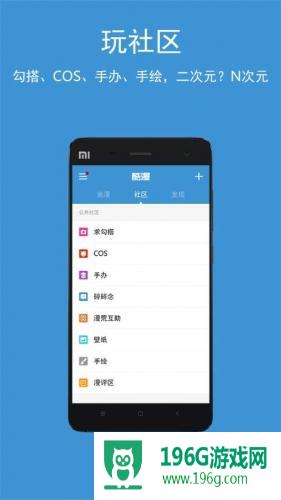 玩社区
勾搭、COS、手办、手绘，二次元？N次元
MI
酷漫
追漫 社区 发现
公共社区
求勾搭
COS
手办
碎碎念
漫荒互助
壁纸
手绘
漫评区
196G游戏网
www.196g.com